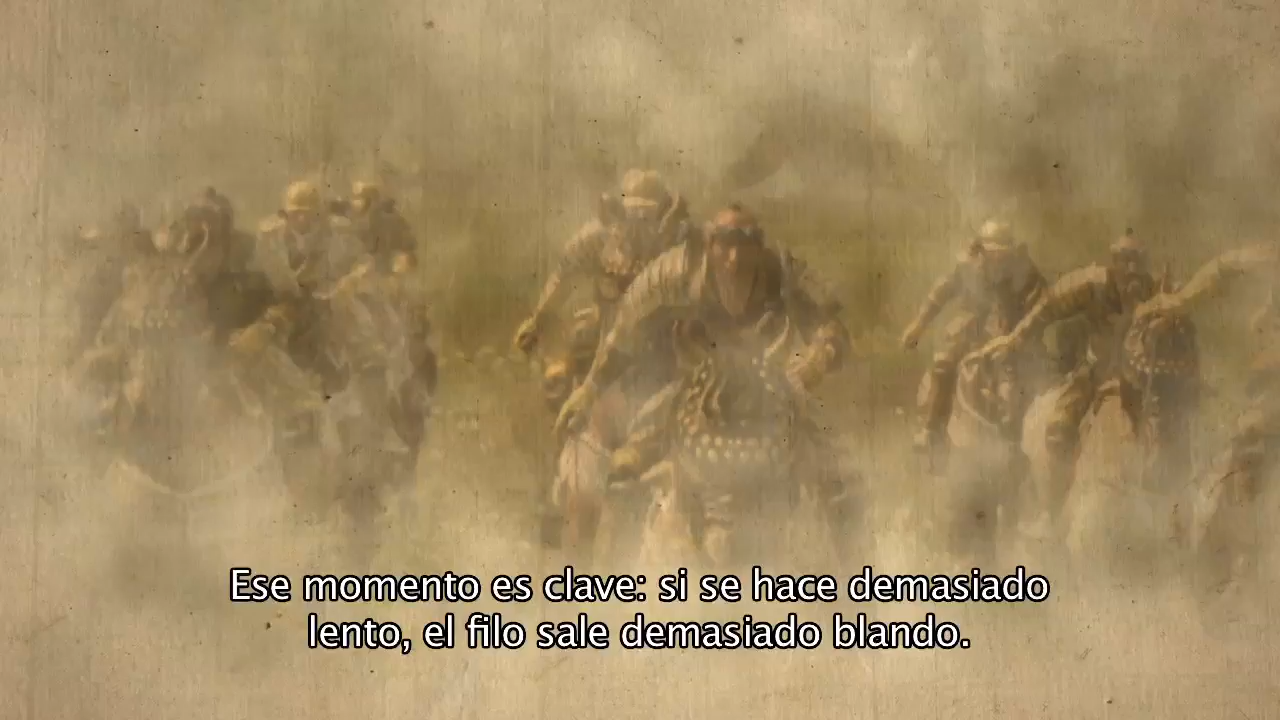 Ese momento es clave: si se hace demasiado
lento, el filo sale demasiado blando.